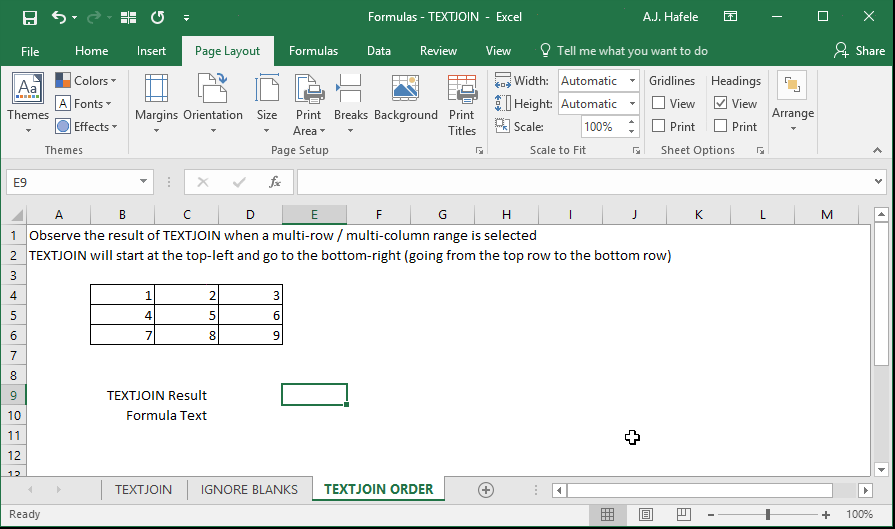 Formulas - TEXTJOIN - Excel
A.J. Hafele
File Home Insert Page Layout Formulas Data Review View Tell me what you want to do Share
Themes
Colors
Fonts
Effects
Themes
Margins Orientation Size Print Area Breaks Background Print Titles
Page Setup
Width: Automatic
Height: Automatic
Scale: 100%
Scale to Fit
Gridlines Headings
View View
Print Print
Sheet Options
Arrange
E9 fx
A B C D E F G H I J K L M
1 Observe the result of TEXTJOIN when a multi-row / multi-column range is selected
2 TEXTJOIN will start at the top-left and go to the bottom-right (going from the top row to the bottom row)
3
4 1 2 3
5 4 5 6
6 7 8 9
7
8
9 TEXTJOIN Result
10 Formula Text
11
12
13
TEXTJOIN IGNORE BLANKS TEXTJOIN ORDER
Ready 100%